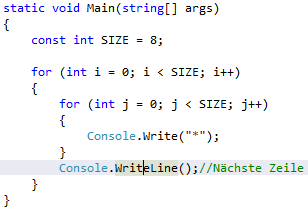 static void Main(string[] args)
{
    const int SIZE = 8;
    for (int i = 0; i < SIZE; i++)
    {
        for (int j = 0; j < SIZE; j++)
        {
            Console.Write("*");
        }
        Console.WriteLine();//Nächste Zeile
    }
}